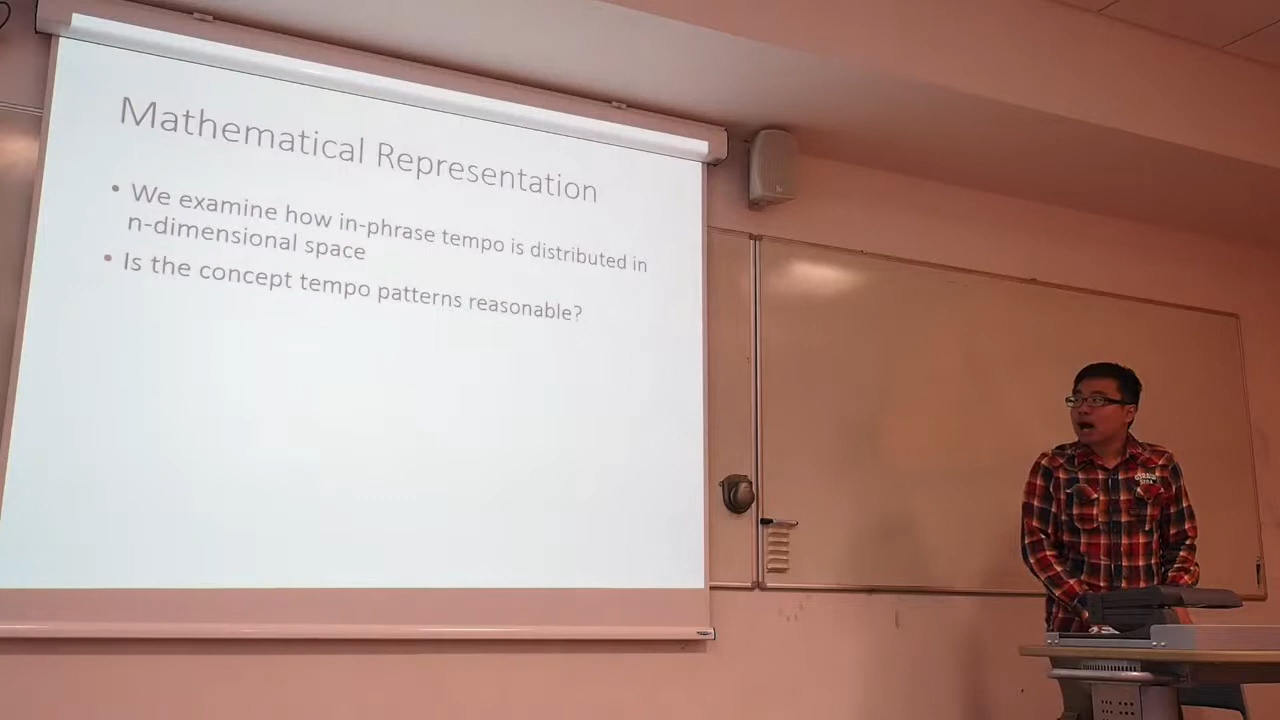 Mathematical Representation
• We examine how in-phrase tempo is distributed in
n-dimensional space
• Is the concept tempo patterns reasonable?